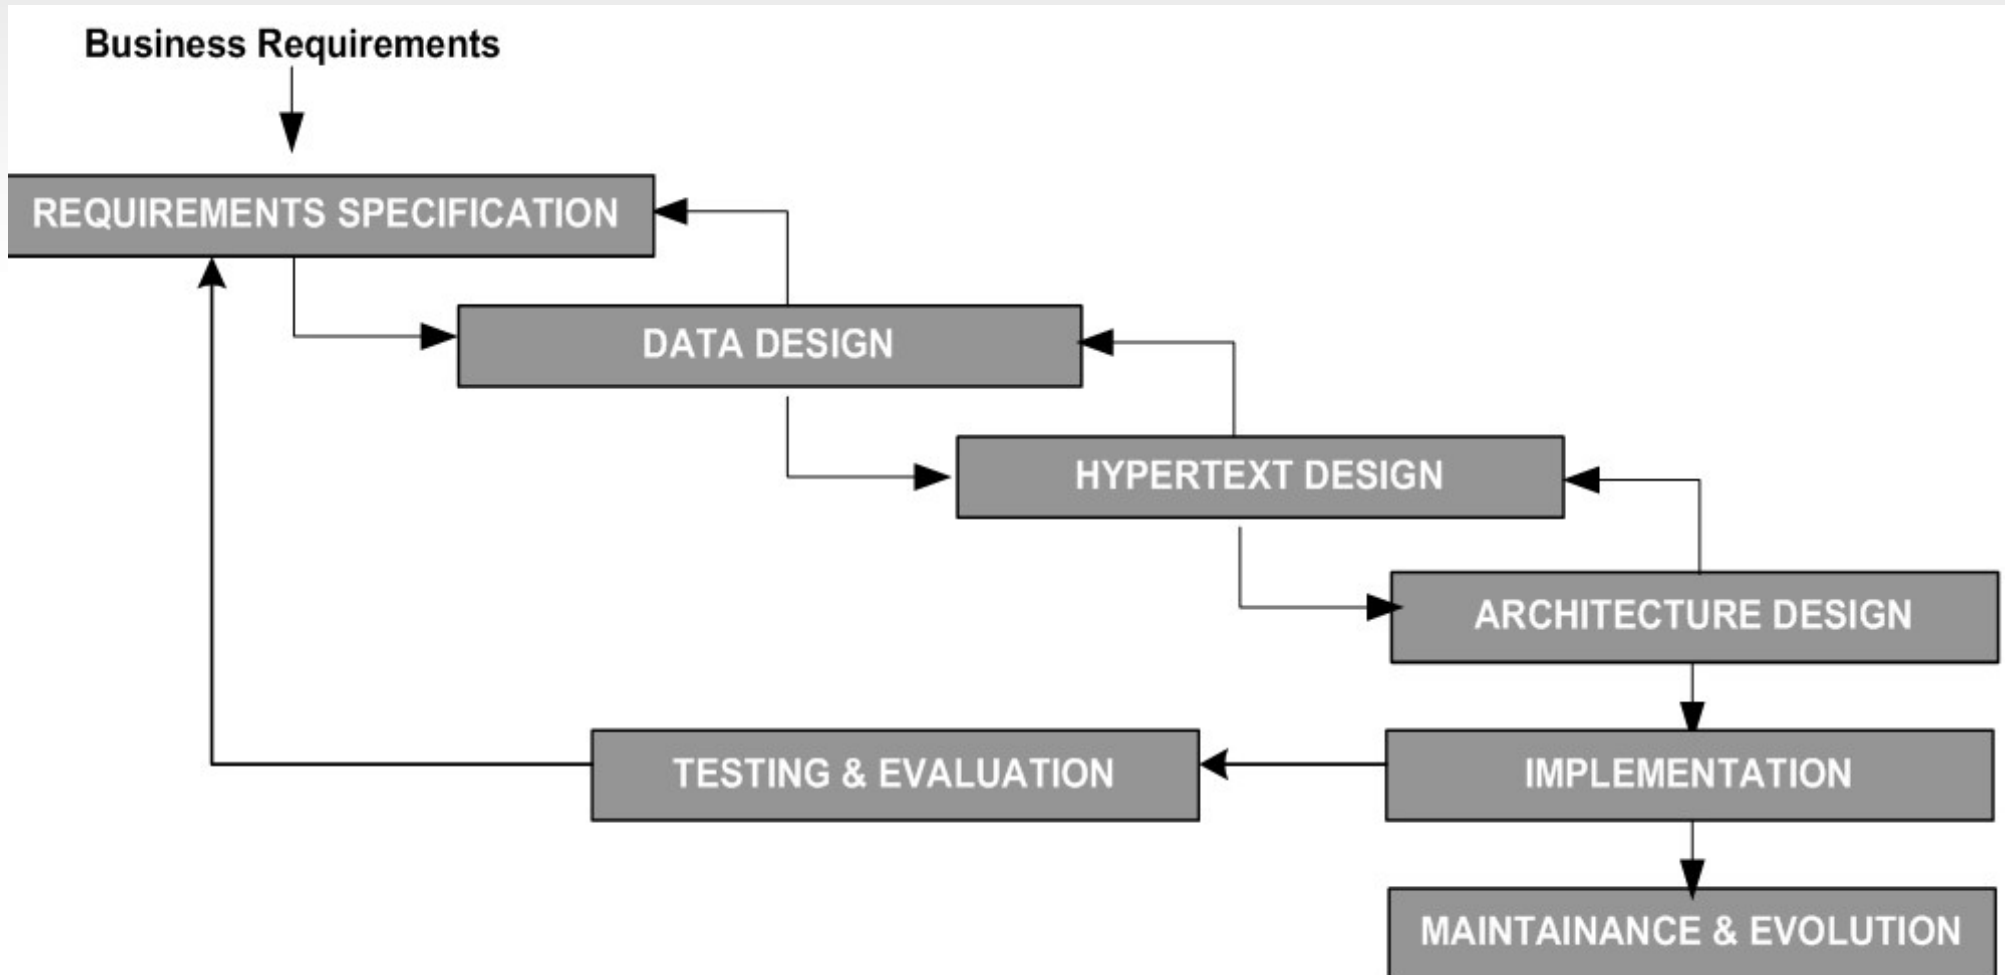 Business Requirements
REQUIREMENTS SPECIFICATION
DATA DESIGN
HYPERTEXT DESIGN
ARCHITECTURE DESIGN
TESTING & EVALUATION
IMPLEMENTATION
MAINTAINANCE & EVOLUTION